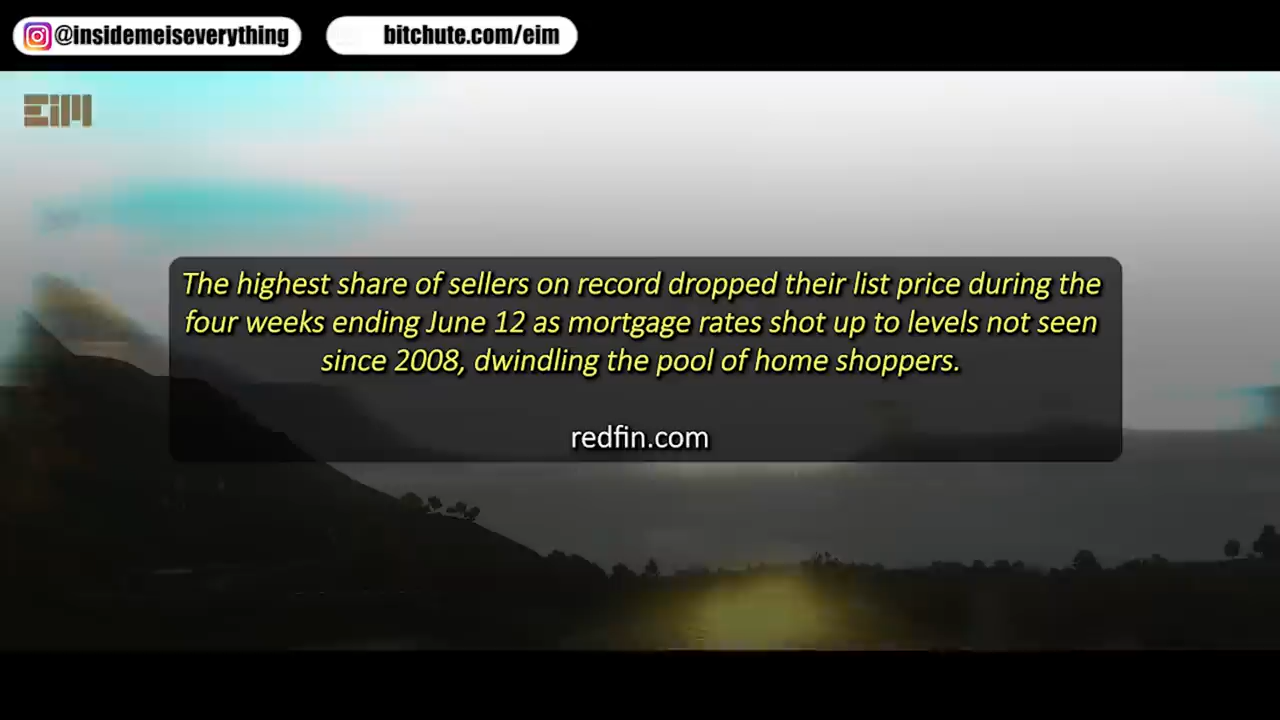 @insidemeiseverything
bitchute.com/eim
EiM
The highest share of sellers on record dropped their list price during the
four weeks ending June 12 as mortgage rates shot up to levels not seen
since 2008, dwindling the pool of home shoppers.
redfin.com